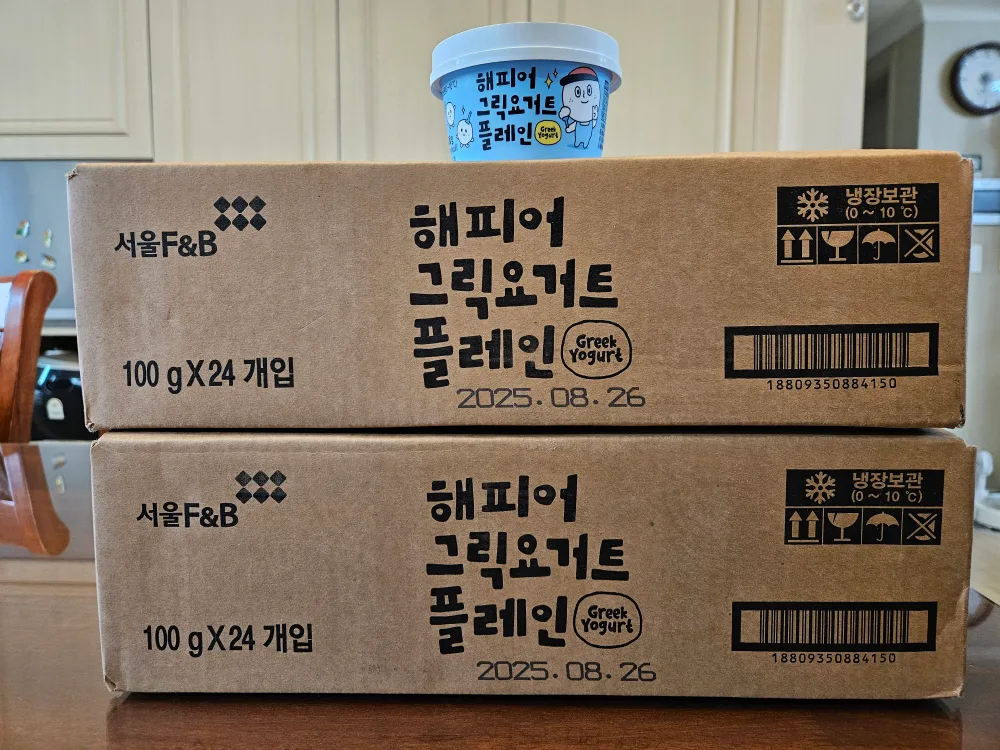 해피어
그릭요거트
플레인
Greek
Yogurt
서울F&B
해피어
그릭요거트
플레인
Greek
Yogurt
냉장보관
(0 ~ 10 ℃)
100 g X 24 개입
18809350884150
2025.08.26
서울F&B
해피어
그릭요거트
플레인
Greek
Yogurt
냉장보관
(0 ~ 10 ℃)
100 g X 24 개입
18809350884150
2025.08.26